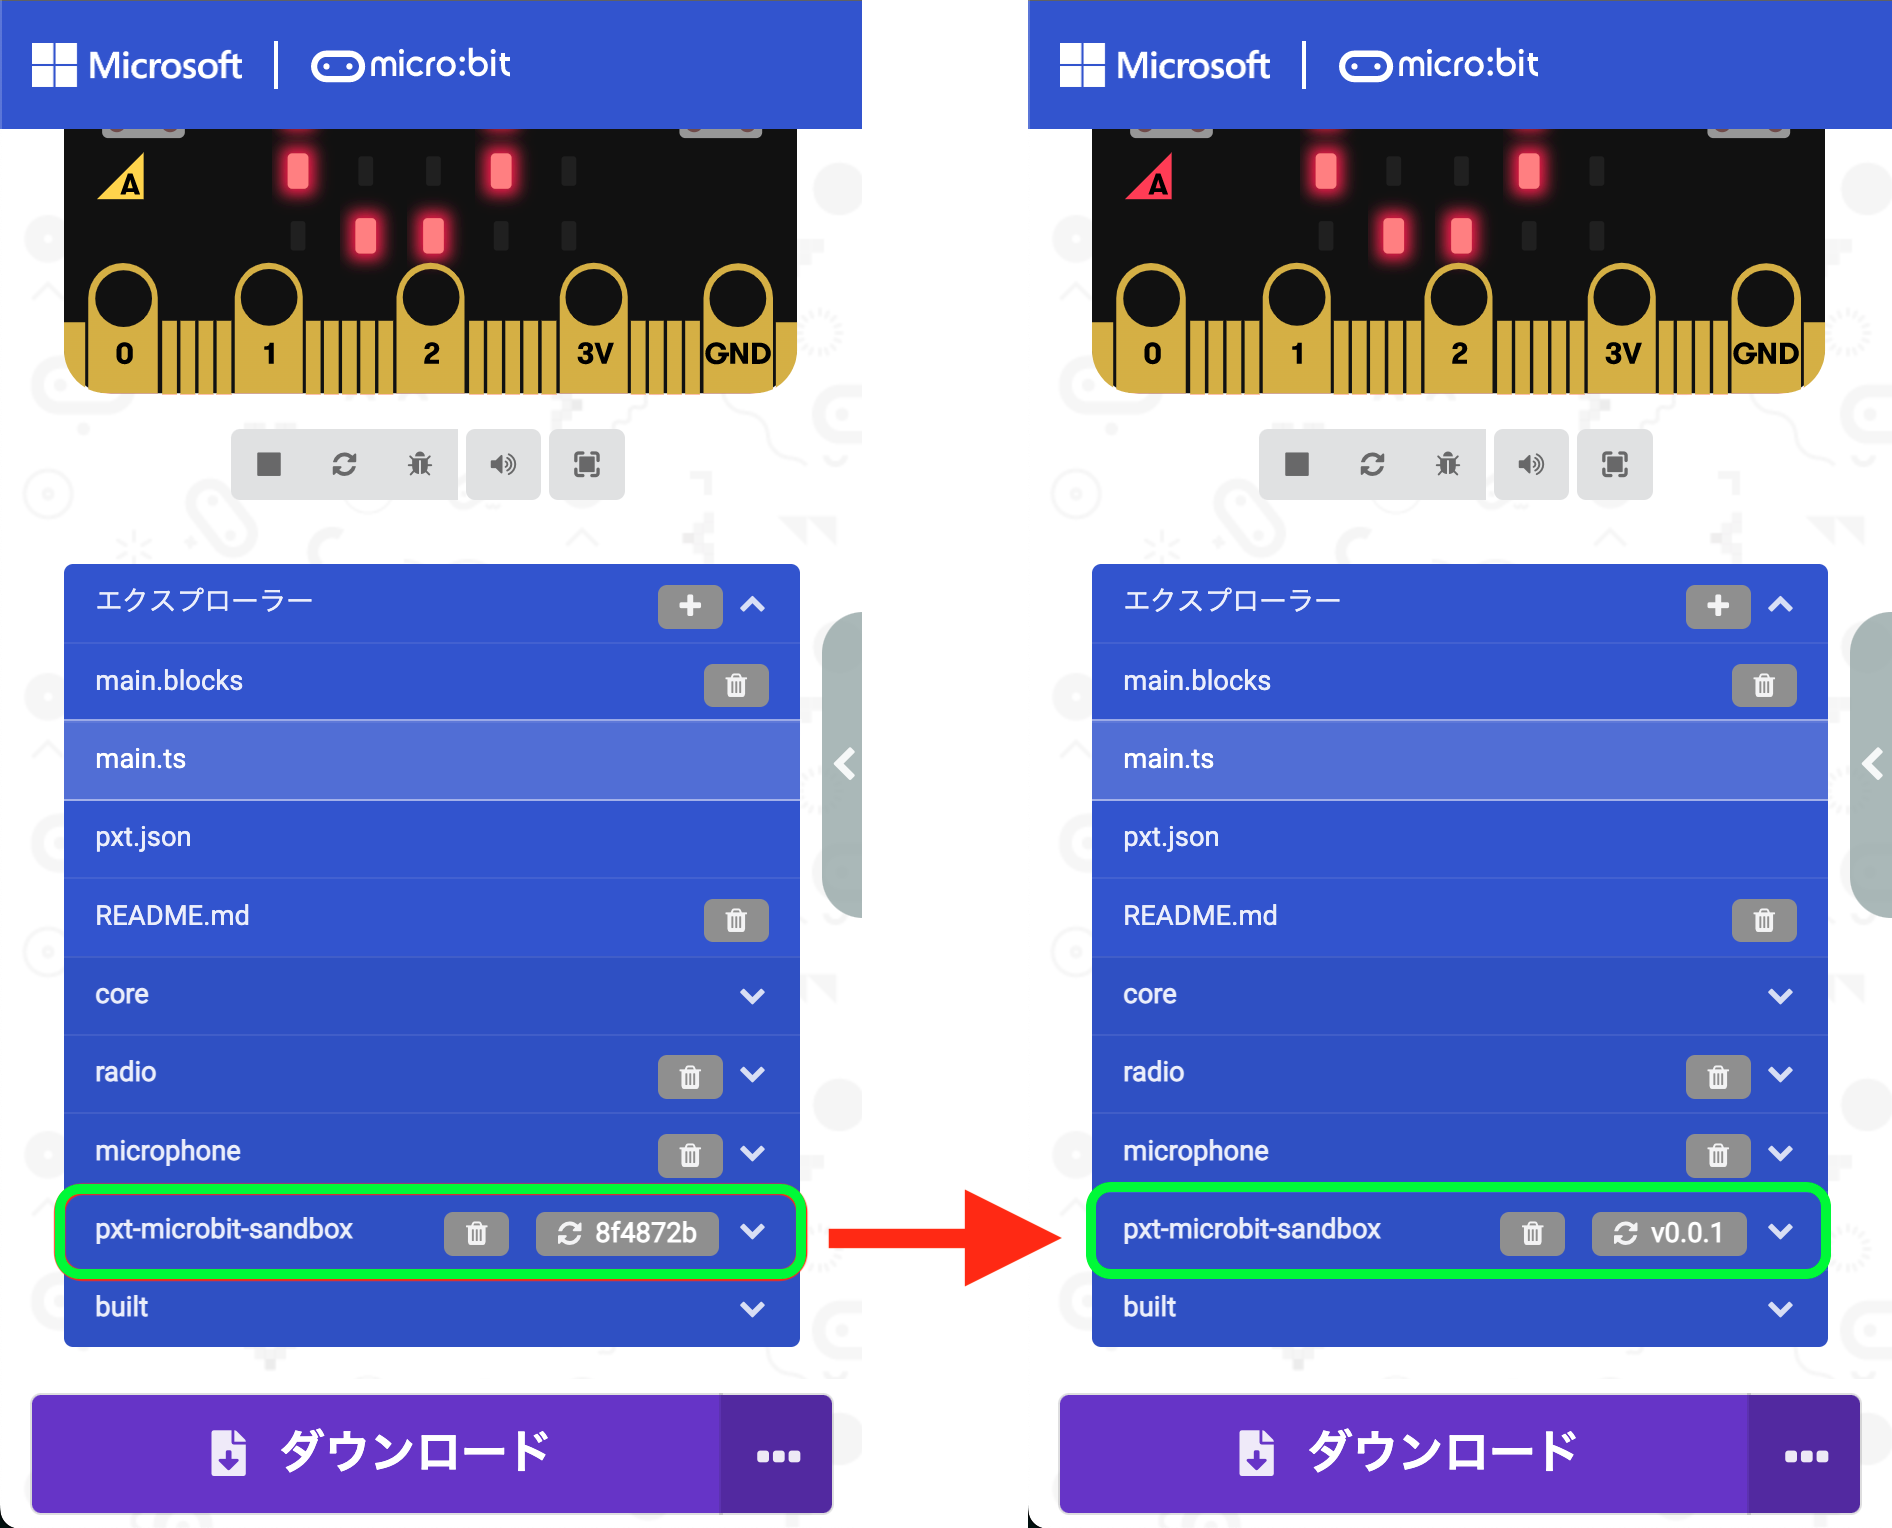 Microsoft | micro:bit
A
0 1 2 3V GND
エクスプローラー
main.blocks
main.ts
pxt.json
README.md
core
radio
microphone
pxt-microbit-sandbox 8f4872b
built
ダウンロード
Microsoft | micro:bit
A
0 1 2 3V GND
エクスプローラー
main.blocks
main.ts
pxt.json
README.md
core
radio
microphone
pxt-microbit-sandbox v0.0.1
built
ダウンロード